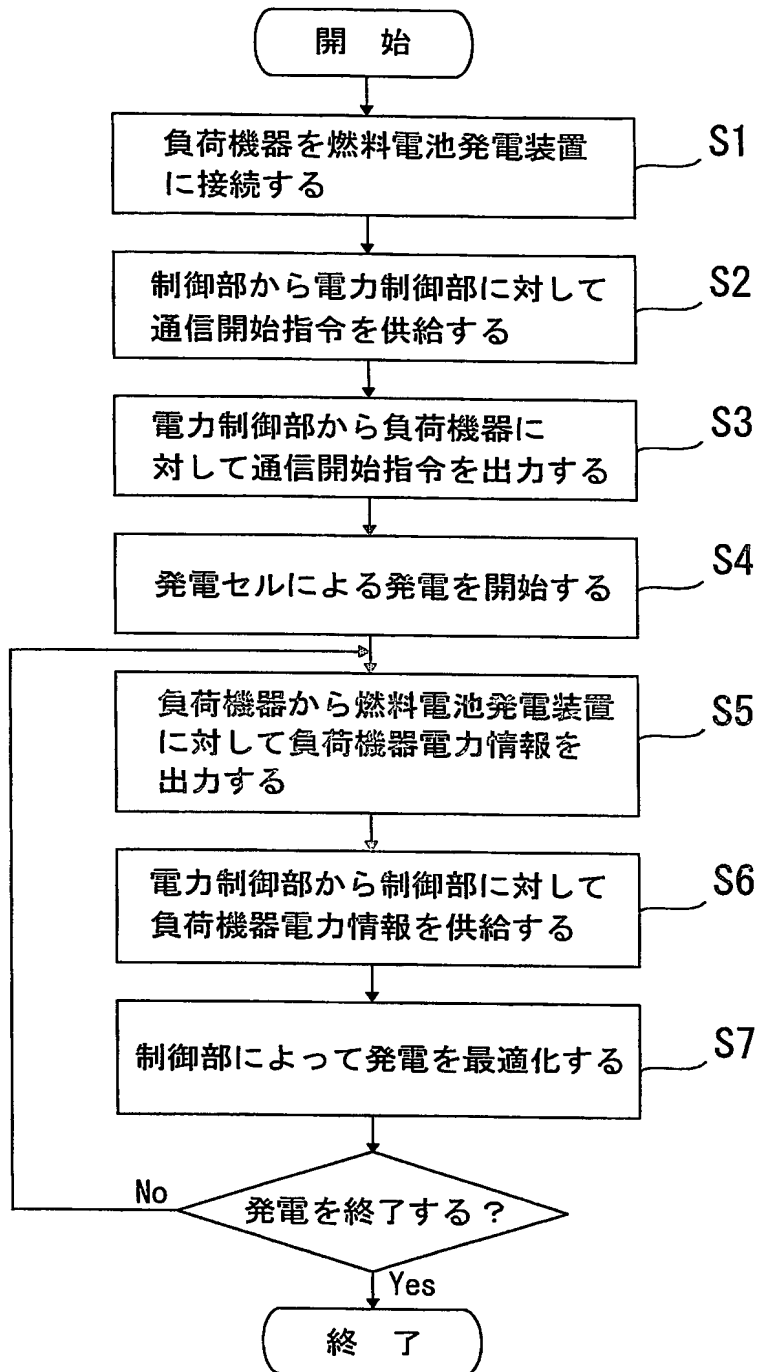 開 始
負荷機器を燃料電池発電装置
に接続する
S1
制御部から電力制御部に対して
通信開始指令を供給する
S2
電力制御部から負荷機器に
対して通信開始指令を出力する
S3
発電セルによる発電を開始する
S4
負荷機器から燃料電池発電装置
に対して負荷機器電力情報を
出力する
S5
電力制御部から制御部に対して
負荷機器電力情報を供給する
S6
制御部によって発電を最適化する
S7
発電を終了する?
No
Yes
終 了